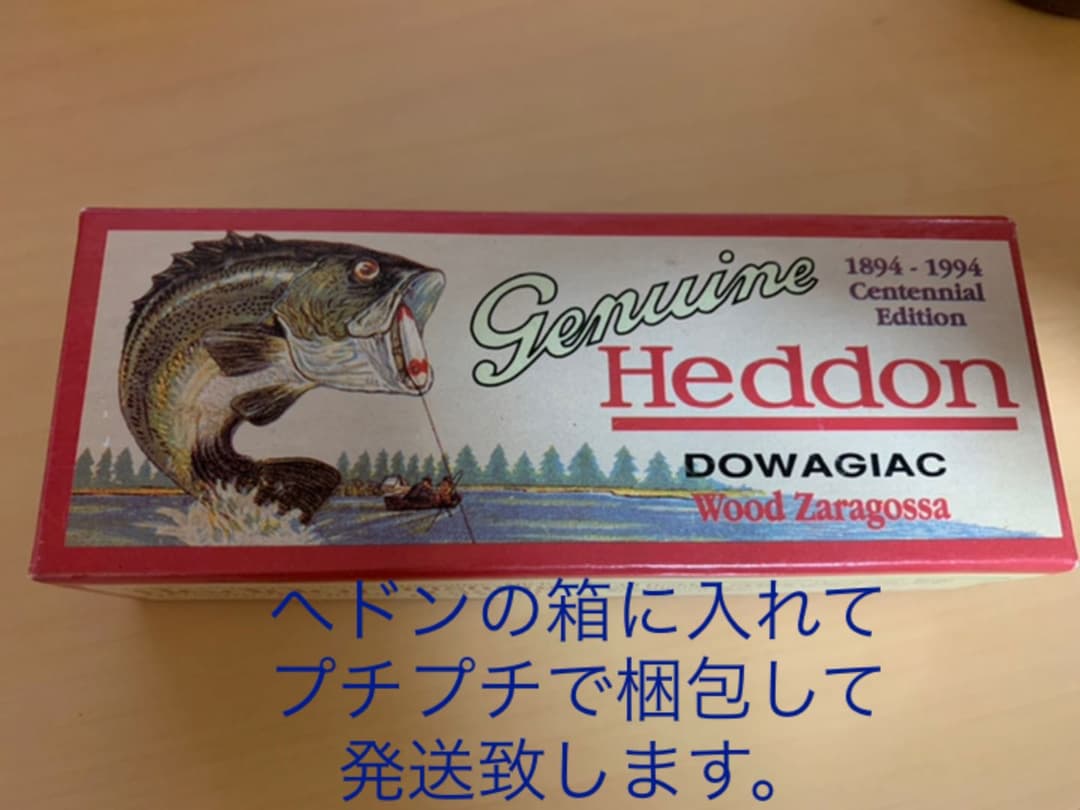 Genuine
1894 - 1994
Centennial
Edition
Heddon
DOWAGIAC
Wood Zaragossa
ヘドンの箱に入れて
プチプチで梱包して
発送致します。